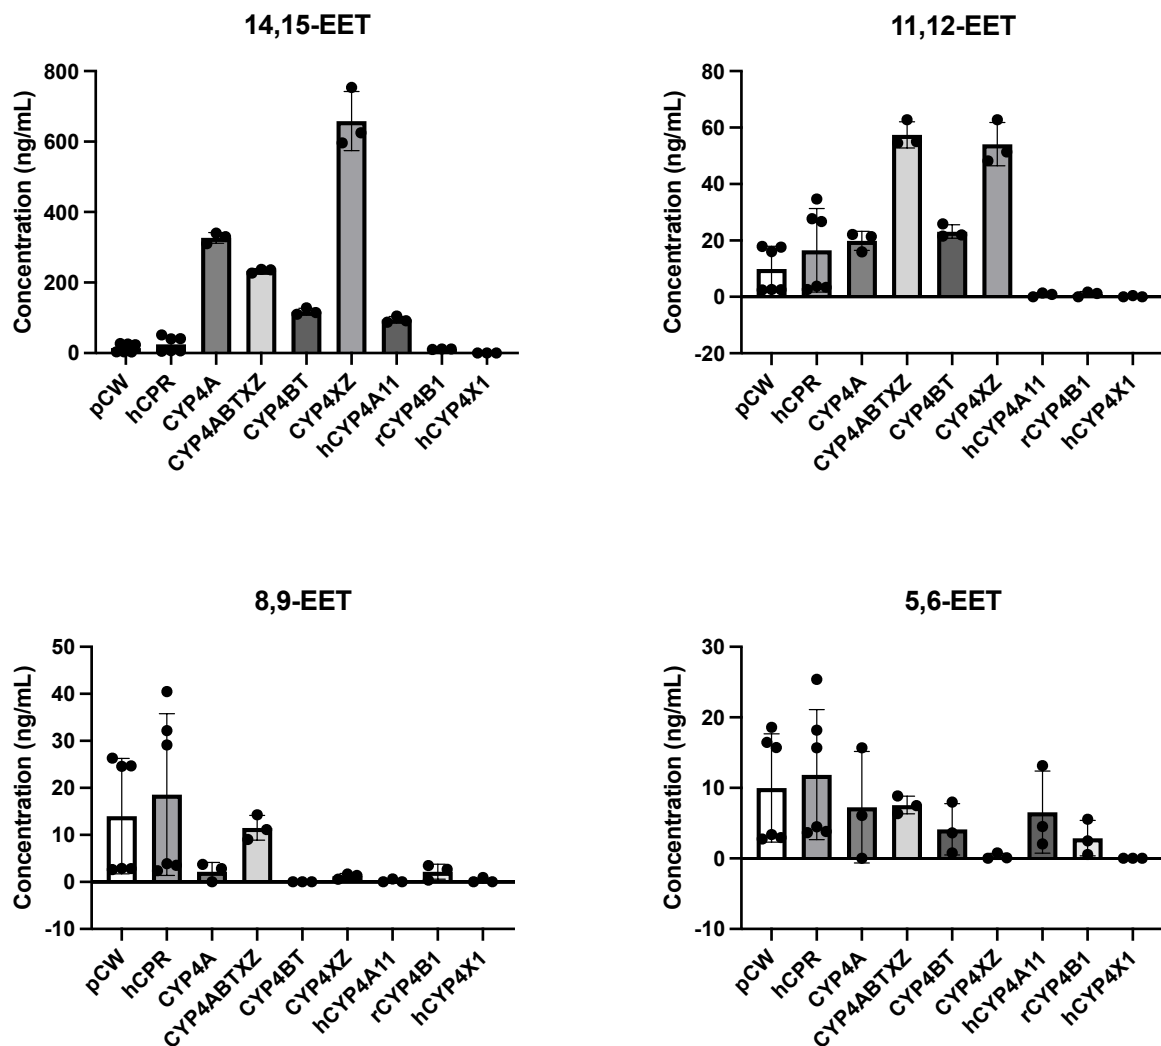 14,15-EET
Concentration (ng/mL)
800
600
400
200
0
pCW
hCPR
CYP4A
CYP4ABTXZ
CYP4BT
CYP4XZ
hCYP4A11
rCYP4B1
hCYP4X1
11,12-EET
Concentration (ng/mL)
80
60
40
20
0
-20
pCW
hCPR
CYP4A
CYP4ABTXZ
CYP4BT
CYP4XZ
hCYP4A11
rCYP4B1
hCYP4X1
8,9-EET
Concentration (ng/mL)
50
40
30
20
10
0
-10
pCW
hCPR
CYP4A
CYP4ABTXZ
CYP4BT
CYP4XZ
hCYP4A11
rCYP4B1
hCYP4X1
5,6-EET
Concentration (ng/mL)
30
20
10
0
-10
pCW
hCPR
CYP4A
CYP4ABTXZ
CYP4BT
CYP4XZ
hCYP4A11
rCYP4B1
hCYP4X1